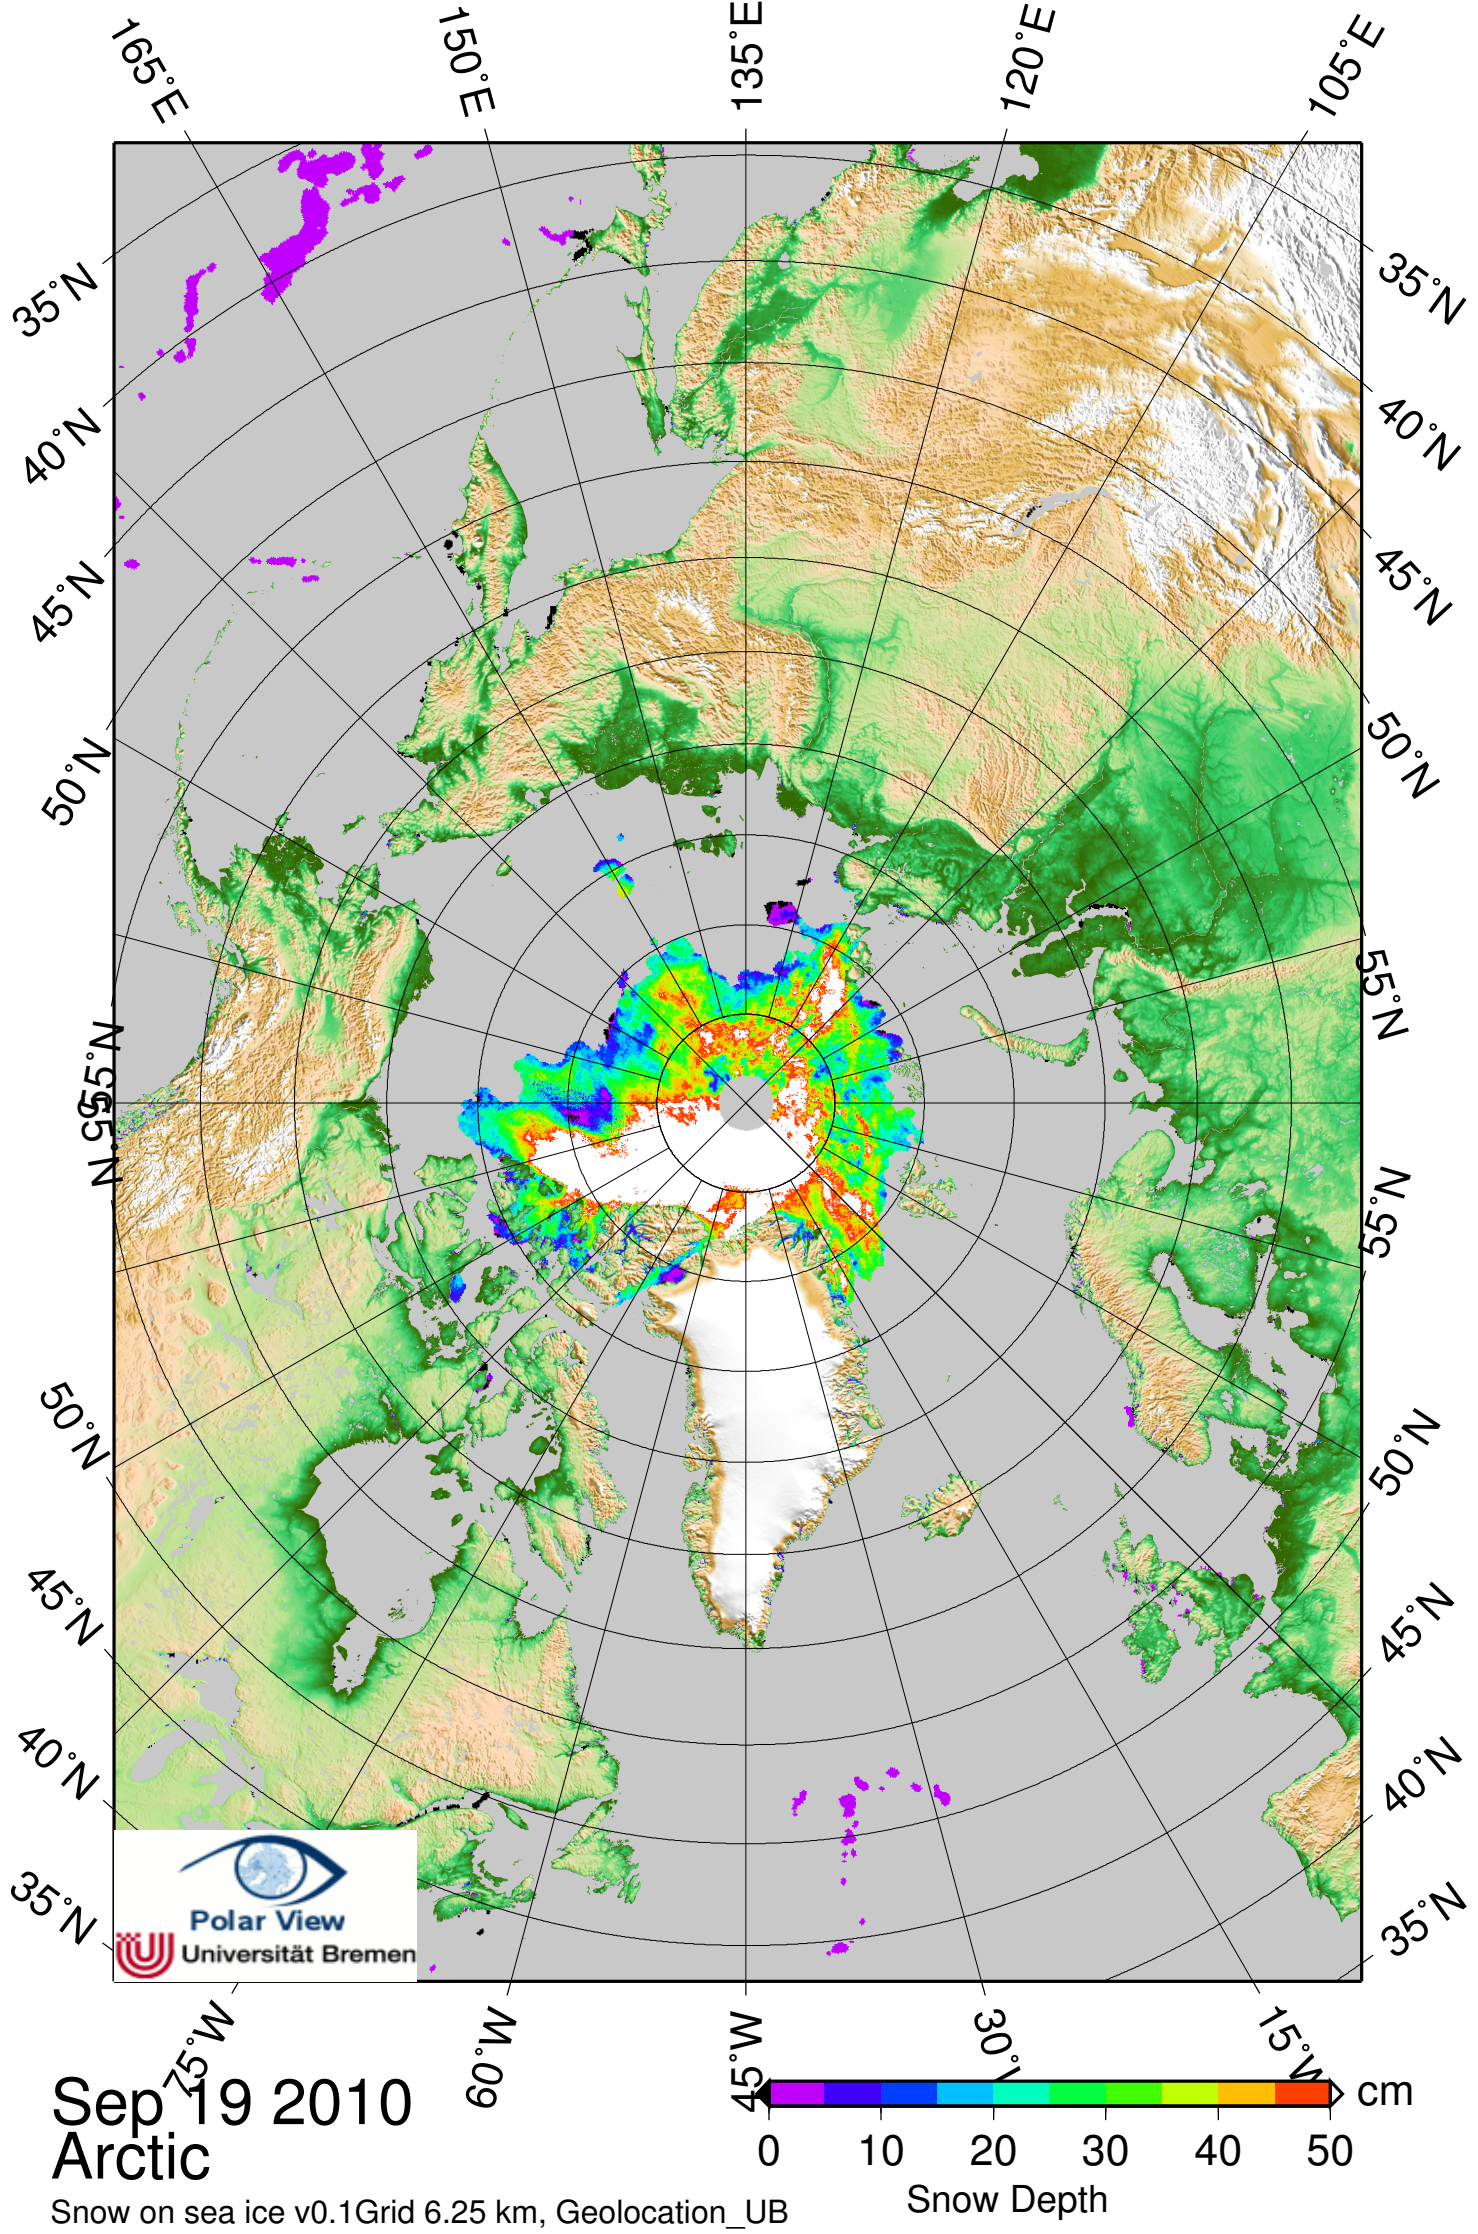 165°E 150°E 135°E 120°E 105°E
35°N 35°N
40°N 40°N
45°N 45°N
50°N 50°N
55°N 55°N
55°N 55°N
50°N 50°N
45°N 45°N
40°N 40°N
35°N 35°N
Polar View
Universität Bremen
75°W 60°W 45°W 30°W 15°W
Sep 19 2010
Arctic
cm
0 10 20 30 40 50
Snow Depth
Snow on sea ice v0.1Grid 6.25 km, Geolocation_UB